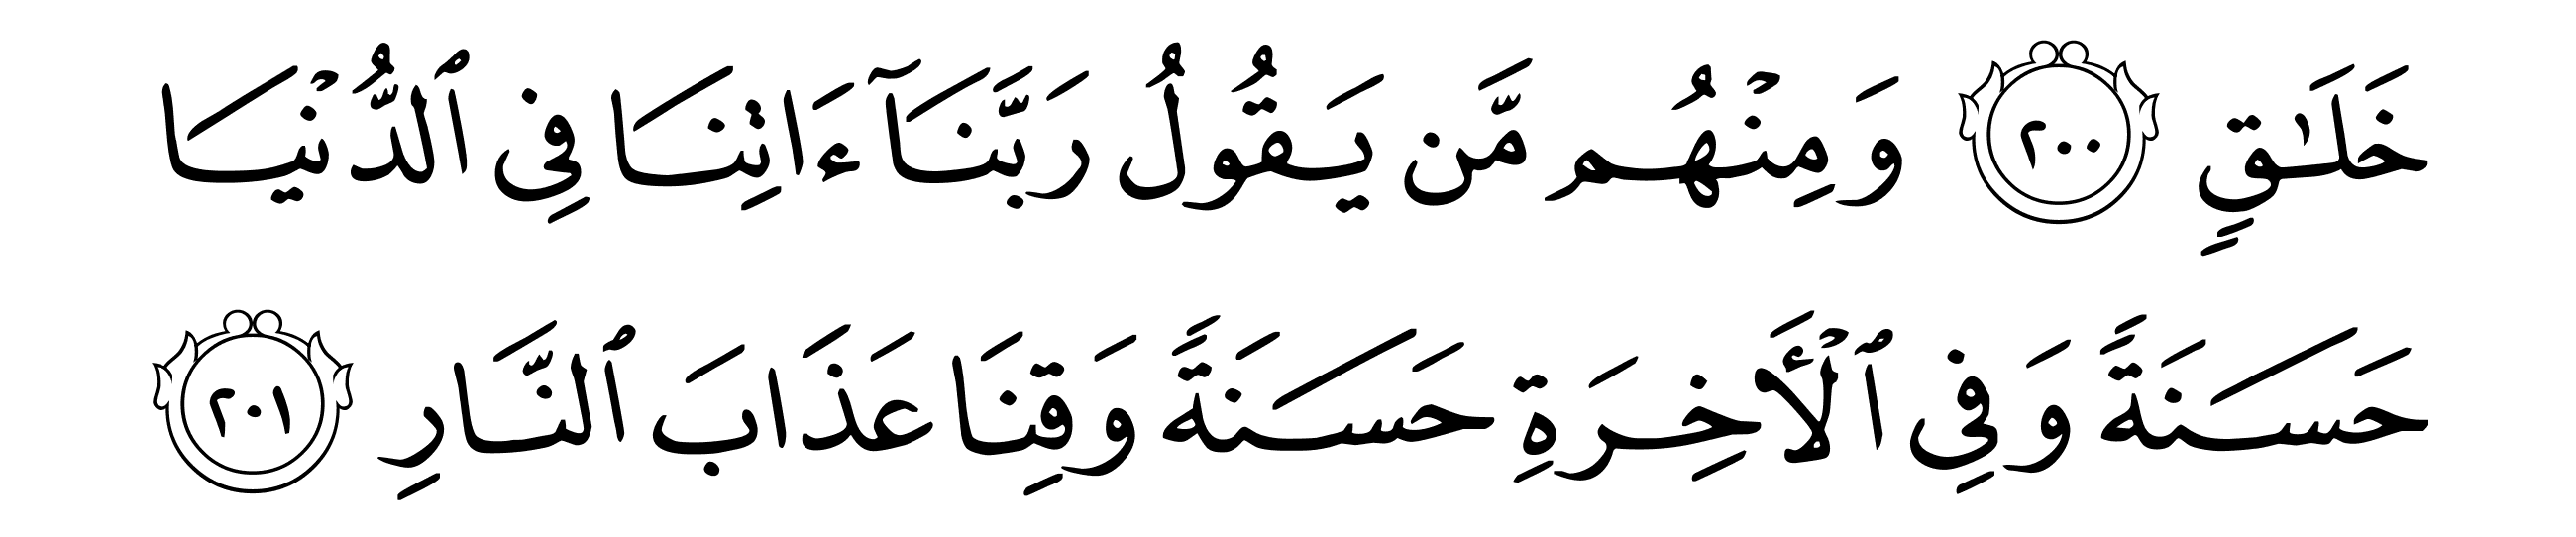 خَلَٰقٖ ٢٠٠ وَمِنۡهُم مَّن يَقُولُ رَبَّنَآ ءَاتِنَا فِي ٱلدُّنۡيَا
حَسَنَةٗ وَفِي ٱلۡأَخِرَةِ حَسَنَةٗ وَقِنَا عَذَابَ ٱلنَّارِ ٢٠١